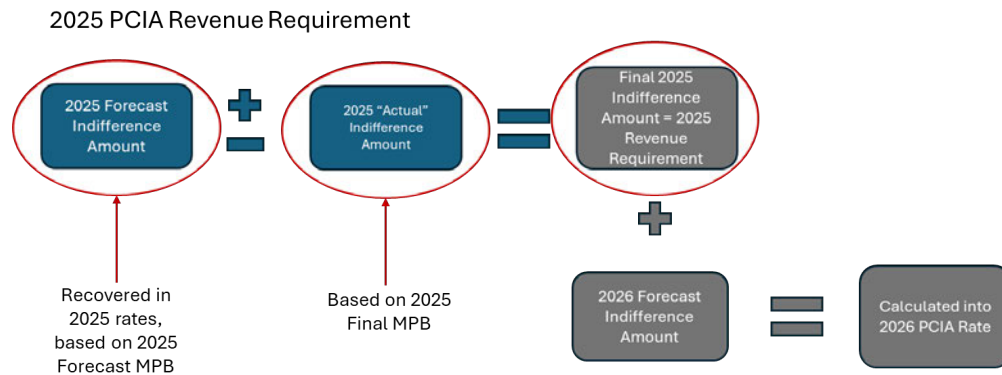 2025 PCIA Revenue Requirement
2025 Forecast
Indifference
Amount
2025 “Actual”
Indifference
Amount
Final 2025
Indifference
Amount = 2025
Revenue
Requirement
Recovered in
2025 rates,
based on 2025
Forecast MPB
Based on 2025
Final MPB
2026 Forecast
Indifference
Amount
Calculated into
2026 PCIA Rate